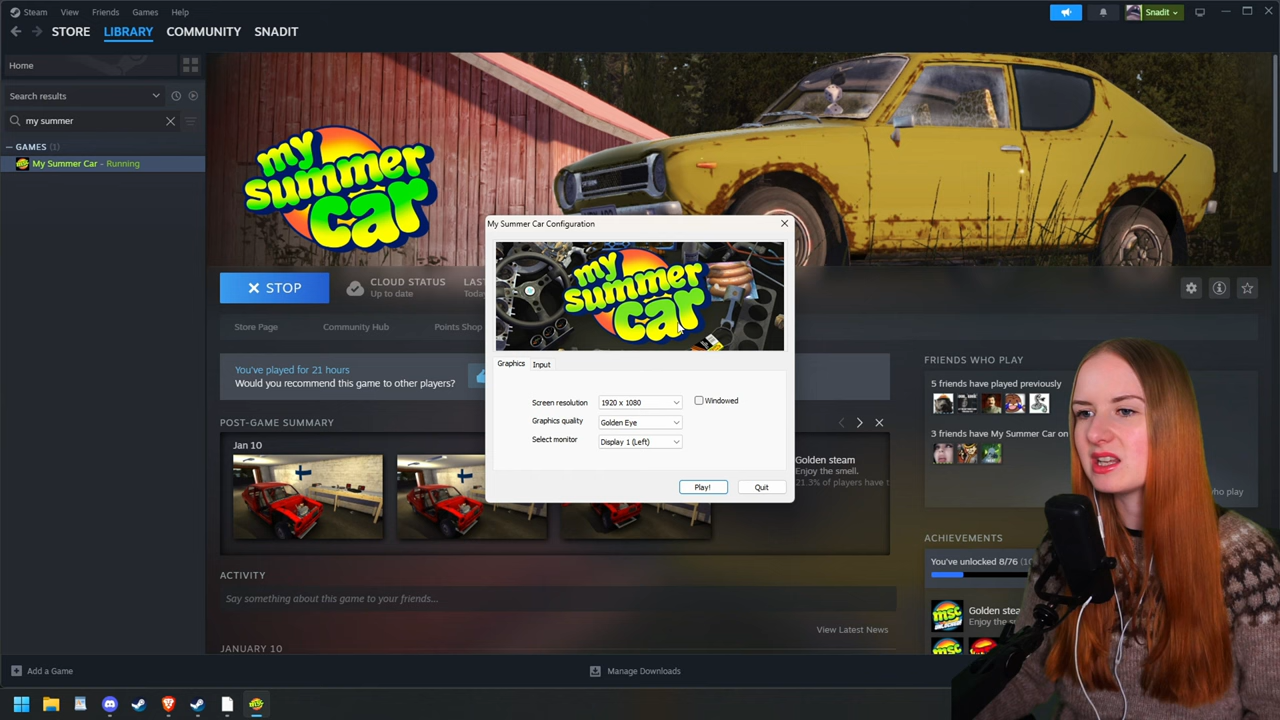 Steam View Friends Games Help
Snadit
STORE LIBRARY COMMUNITY SNADIT
Home
Search results
my summer
GAMES (1)
My Summer Car - Running
my
summer
car
STOP
CLOUD STATUS
Up to date
Store Page Community Hub Points Shop
You've played for 21 hours
Would you recommend this game to other players?
POST-GAME SUMMARY
Jan 10
Golden steam
Enjoy the smell.
ACTIVITY
Say something about this game to your friends...
View Latest News
JANUARY 10
My Summer Car Configuration
my
summer
car
Graphics Input
Screen resolution 1920 x 1080 Windowed
Graphics quality Golden Eye
Select monitor Display 1 (Left)
Play! Quit
FRIENDS WHO PLAY
5 friends have played previously
3 friends have My Summer Car on
ACHIEVEMENTS
You've unlocked 8/76
Enjoy the
Add a Game
Manage Downloads